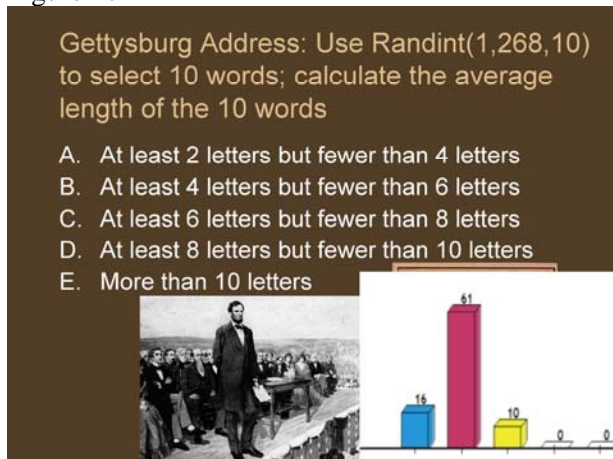 Gettysburg Address: Use Randint(1,268,10)
to select 10 words; calculate the average
length of the 10 words
A. At least 2 letters but fewer than 4 letters
B. At least 4 letters but fewer than 6 letters
C. At least 6 letters but fewer than 8 letters
D. At least 8 letters but fewer than 10 letters
E. More than 10 letters
61
16
10
0
0